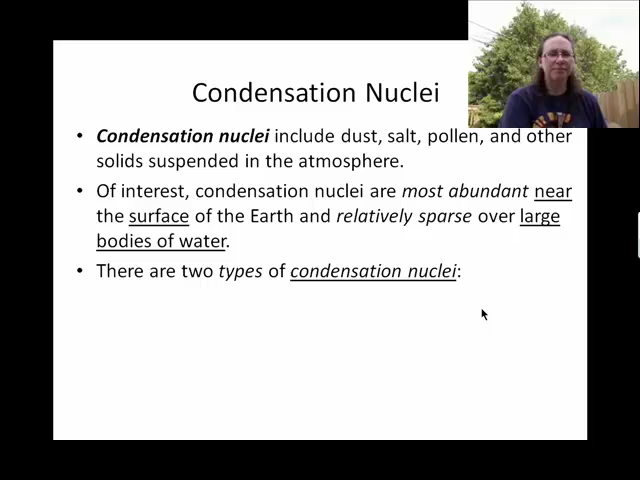 Condensation Nuclei
• Condensation nuclei include dust, salt, pollen, and other
solids suspended in the atmosphere.
• Of interest, condensation nuclei are most abundant near
the surface of the Earth and relatively sparse over large
bodies of water.
• There are two types of condensation nuclei: